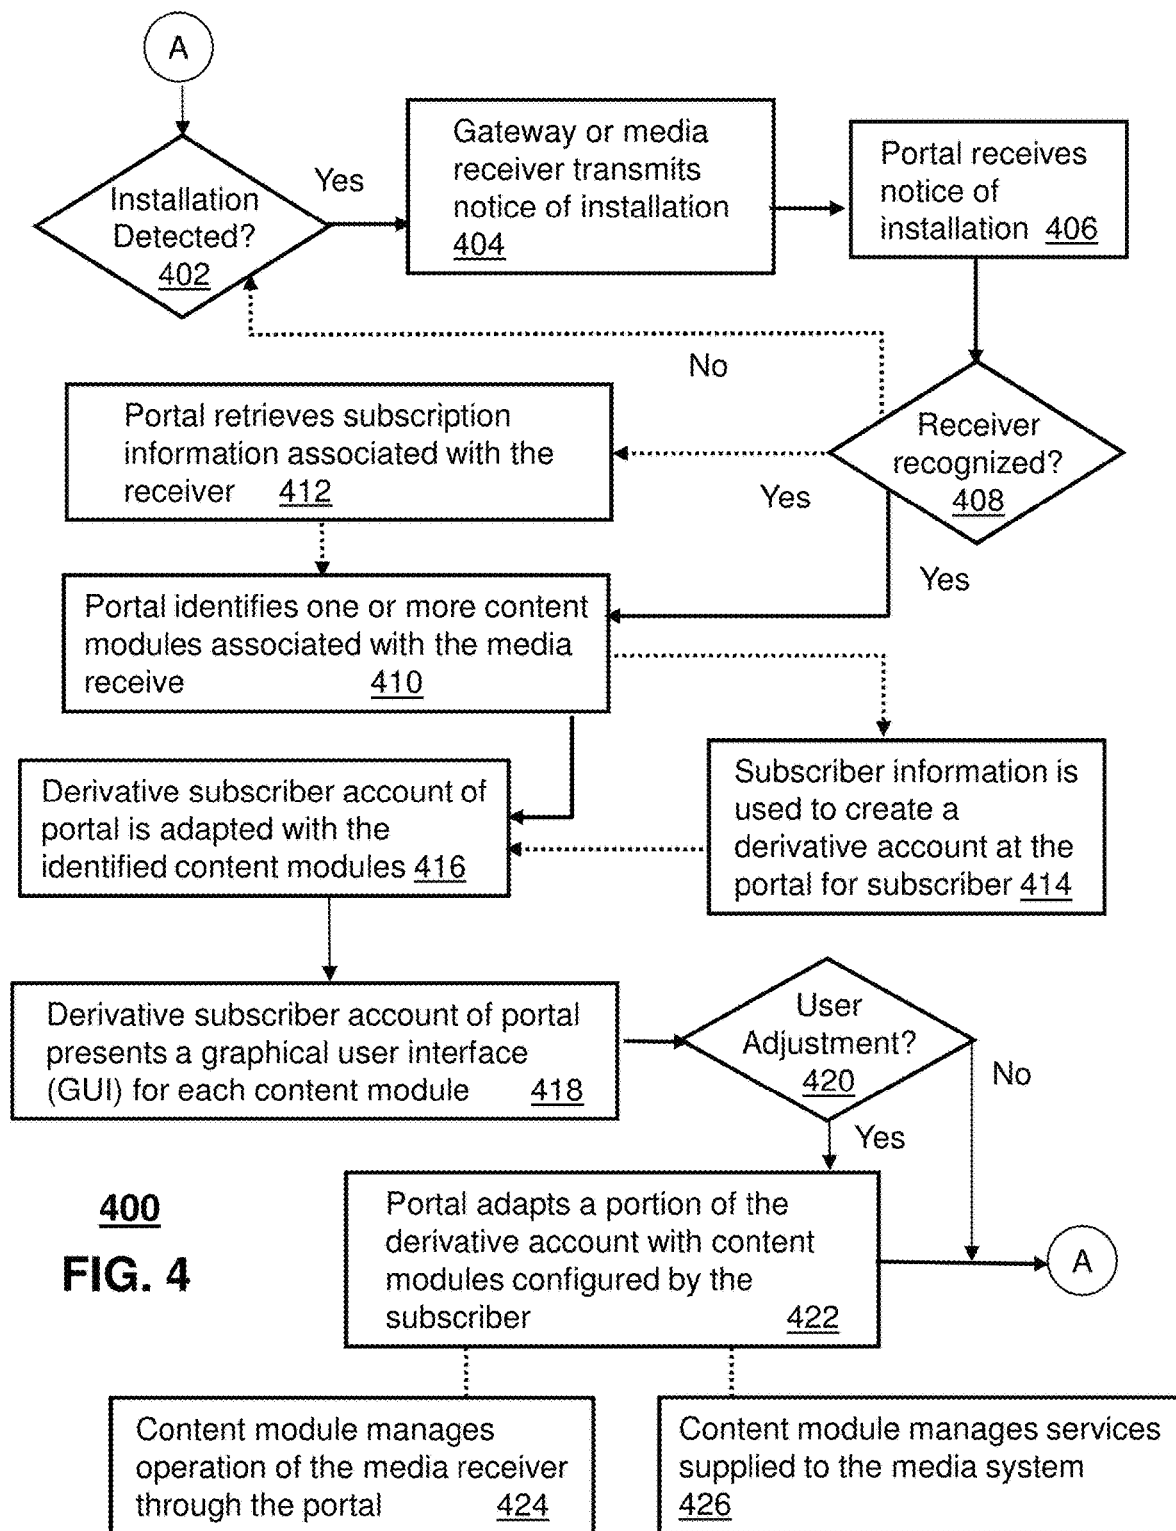 A
Installation
Detected?
402
Yes
Gateway or media
receiver transmits
notice of installation
404
Portal receives
notice of
installation 406
No
Receiver
recognized?
408
Yes
Yes
Portal retrieves subscription
information associated with the
receiver 412
Portal identifies one or more content
modules associated with the media
receive 410
Subscriber information is
used to create a
derivative account at the
portal for subscriber 414
Derivative subscriber account of
portal is adapted with the
identified content modules 416
Derivative subscriber account of portal
presents a graphical user interface
(GUI) for each content module 418
User
Adjustment?
420
No
Yes
Portal adapts a portion of the
derivative account with content
modules configured by the
subscriber 422
A
400
FIG. 4
Content module manages
operation of the media receiver
through the portal 424
Content module manages services
supplied to the media system
426